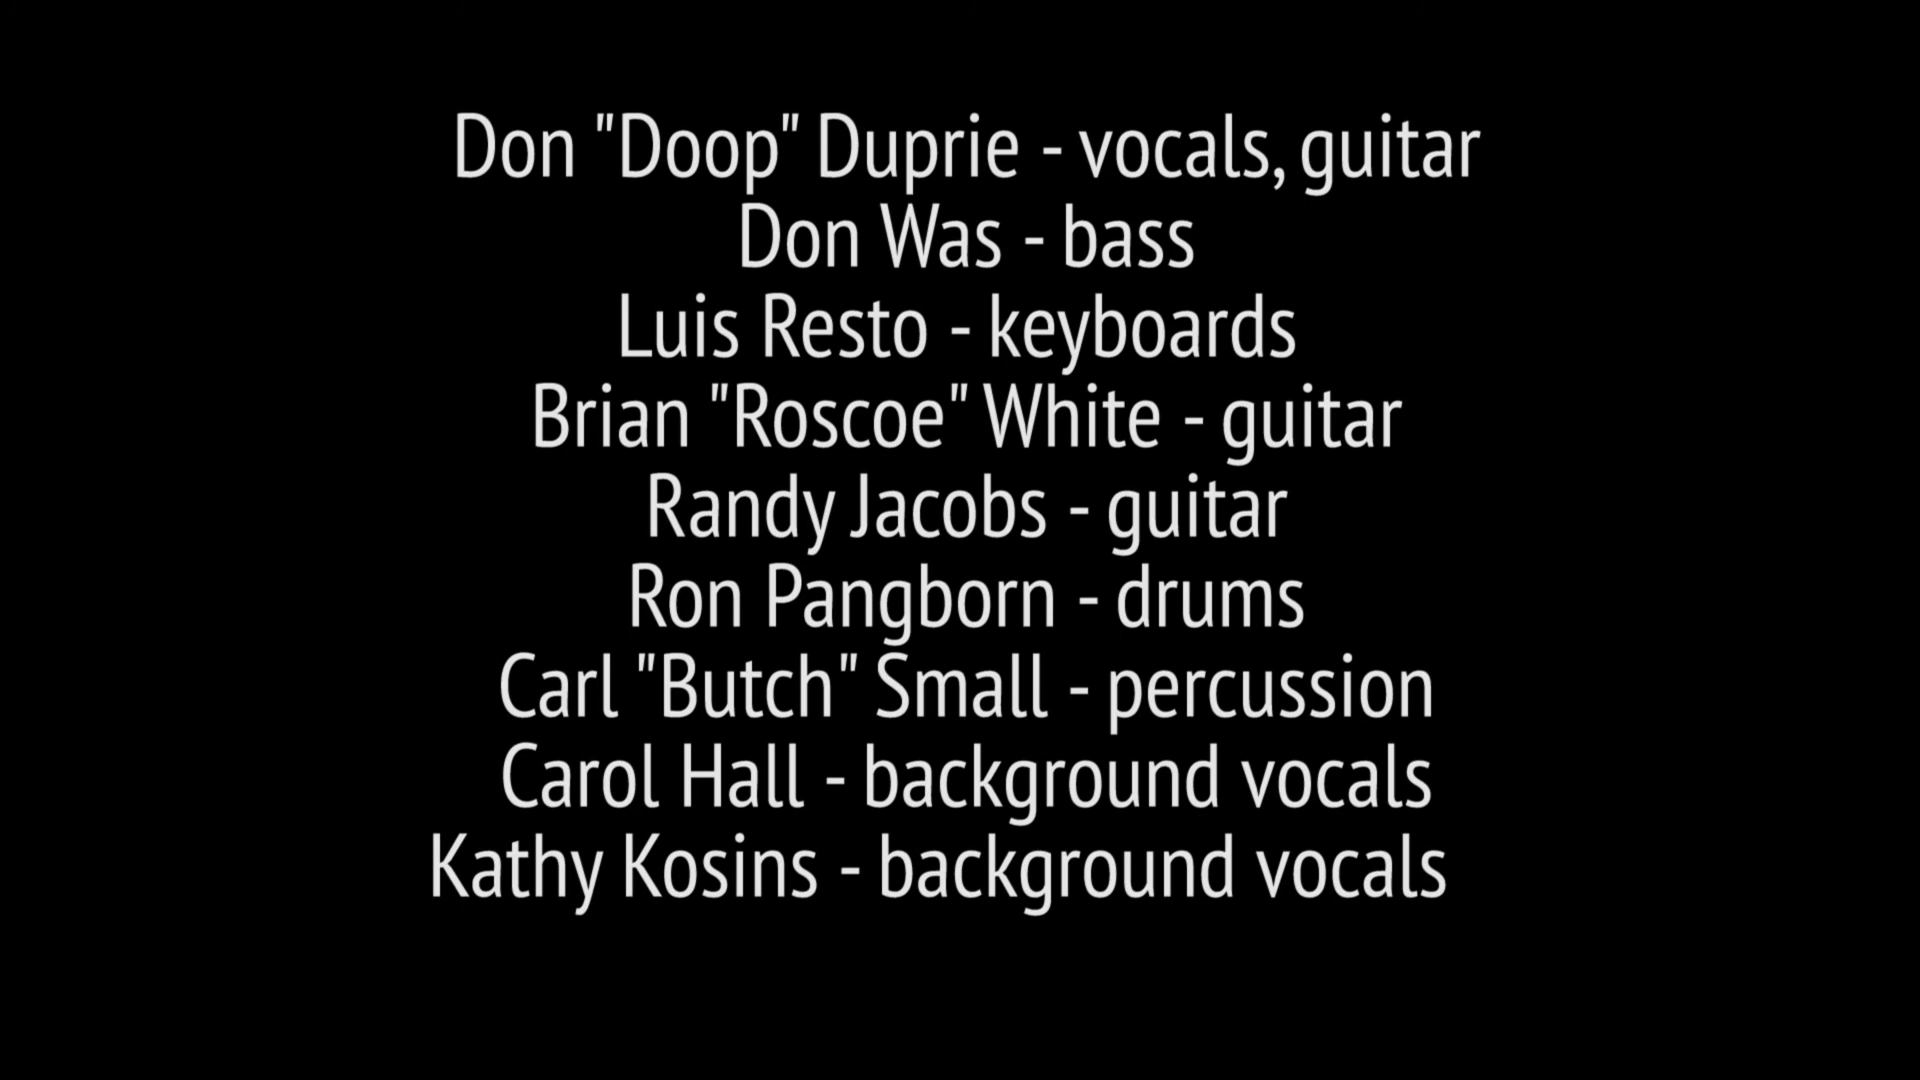 Don "Doop" Duprie - vocals, guitar
Don Was - bass
Luis Resto - keyboards
Brian "Roscoe" White - guitar
Randy Jacobs - guitar
Ron Pangborn - drums
Carl "Butch" Small - percussion
Carol Hall - background vocals
Kathy Kosins - background vocals